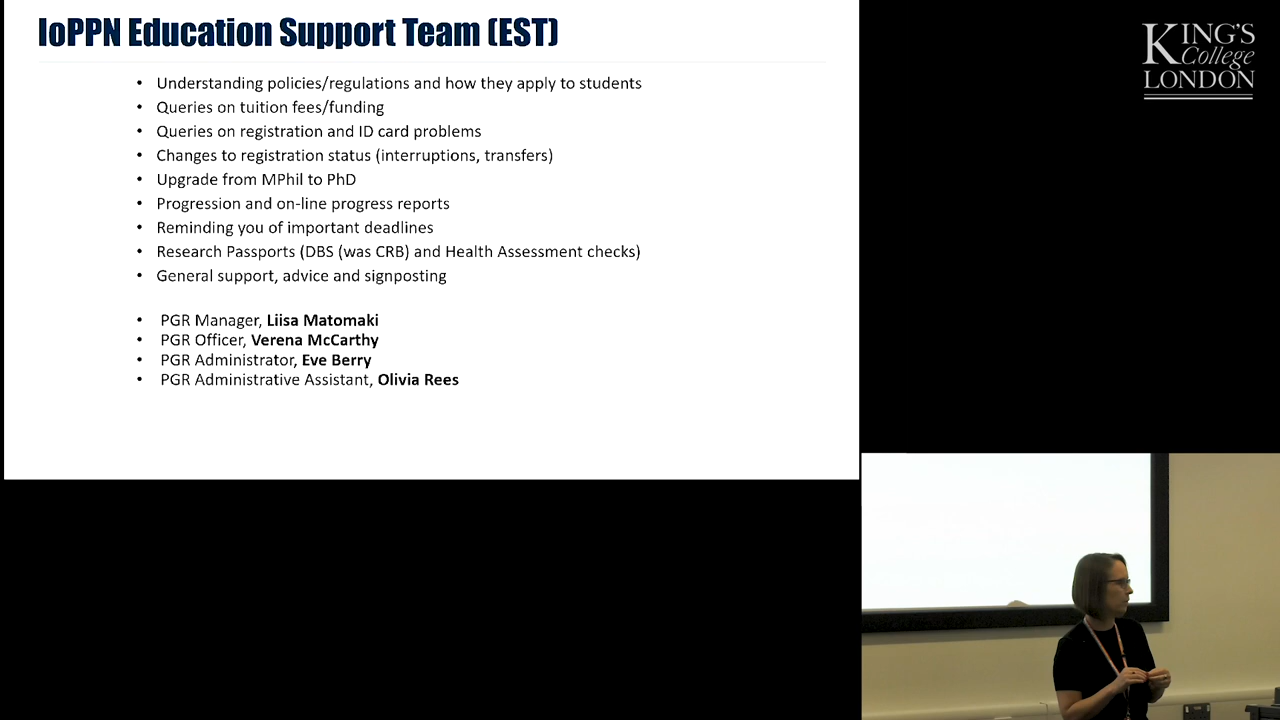 IoPPN Education Support Team (EST)
• Understanding policies/regulations and how they apply to students
• Queries on tuition fees/funding
• Queries on registration and ID card problems
• Changes to registration status (interruptions, transfers)
• Upgrade from MPhil to PhD
• Progression and on-line progress reports
• Reminding you of important deadlines
• Research Passports (DBS (was CRB) and Health Assessment checks)
• General support, advice and signposting
• PGR Manager, Liisa Matomaki
• PGR Officer, Verena McCarthy
• PGR Administrator, Eve Berry
• PGR Administrative Assistant, Olivia Rees
KING'S
College
LONDON